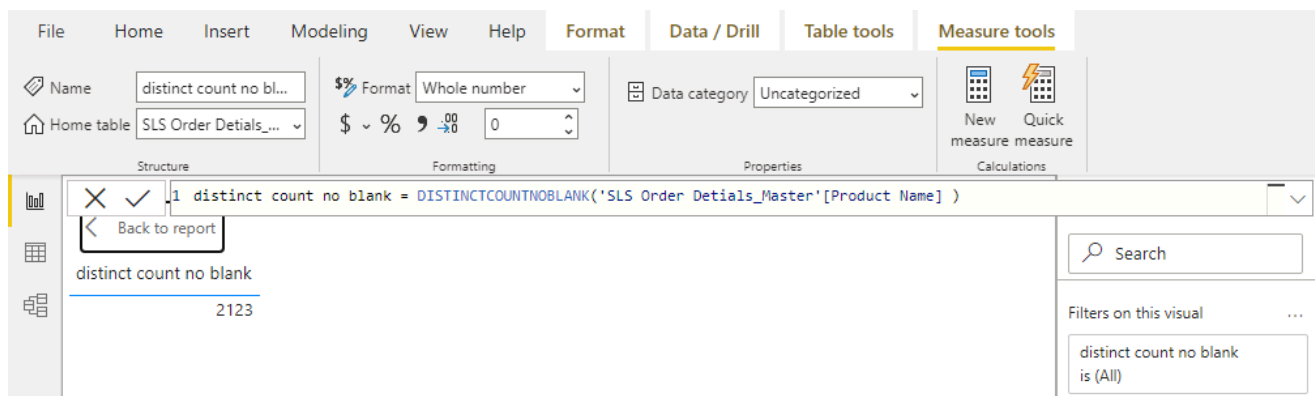 File Home Insert Modeling View Help Format Data / Drill Table tools Measure tools
Name distinct count no bl... $% Format Whole number Data category Uncategorized
Home table SLS Order Detials_... $ % 9 .00 0 New Quick
measure measure
Structure Formatting Properties Calculations
1 distinct count no blank = DISTINCTCOUNTNOBLANK('SLS Order Detials_Master'[Product Name] )
Back to report
Search
distinct count no blank
2123
Filters on this visual ...
distinct count no blank
is (All)